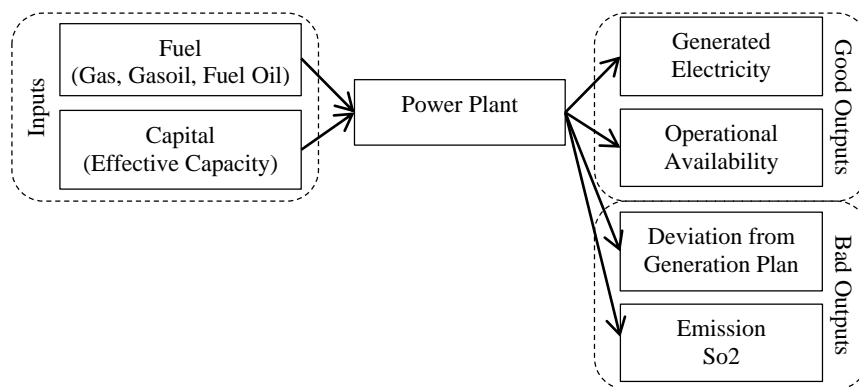 Inputs
Fuel
(Gas, Gasoil, Fuel Oil)
Capital
(Effective Capacity)
Power Plant
Good Outputs
Generated
Electricity
Operational
Availability
Bad Outputs
Deviation from
Generation Plan
Emission
So2